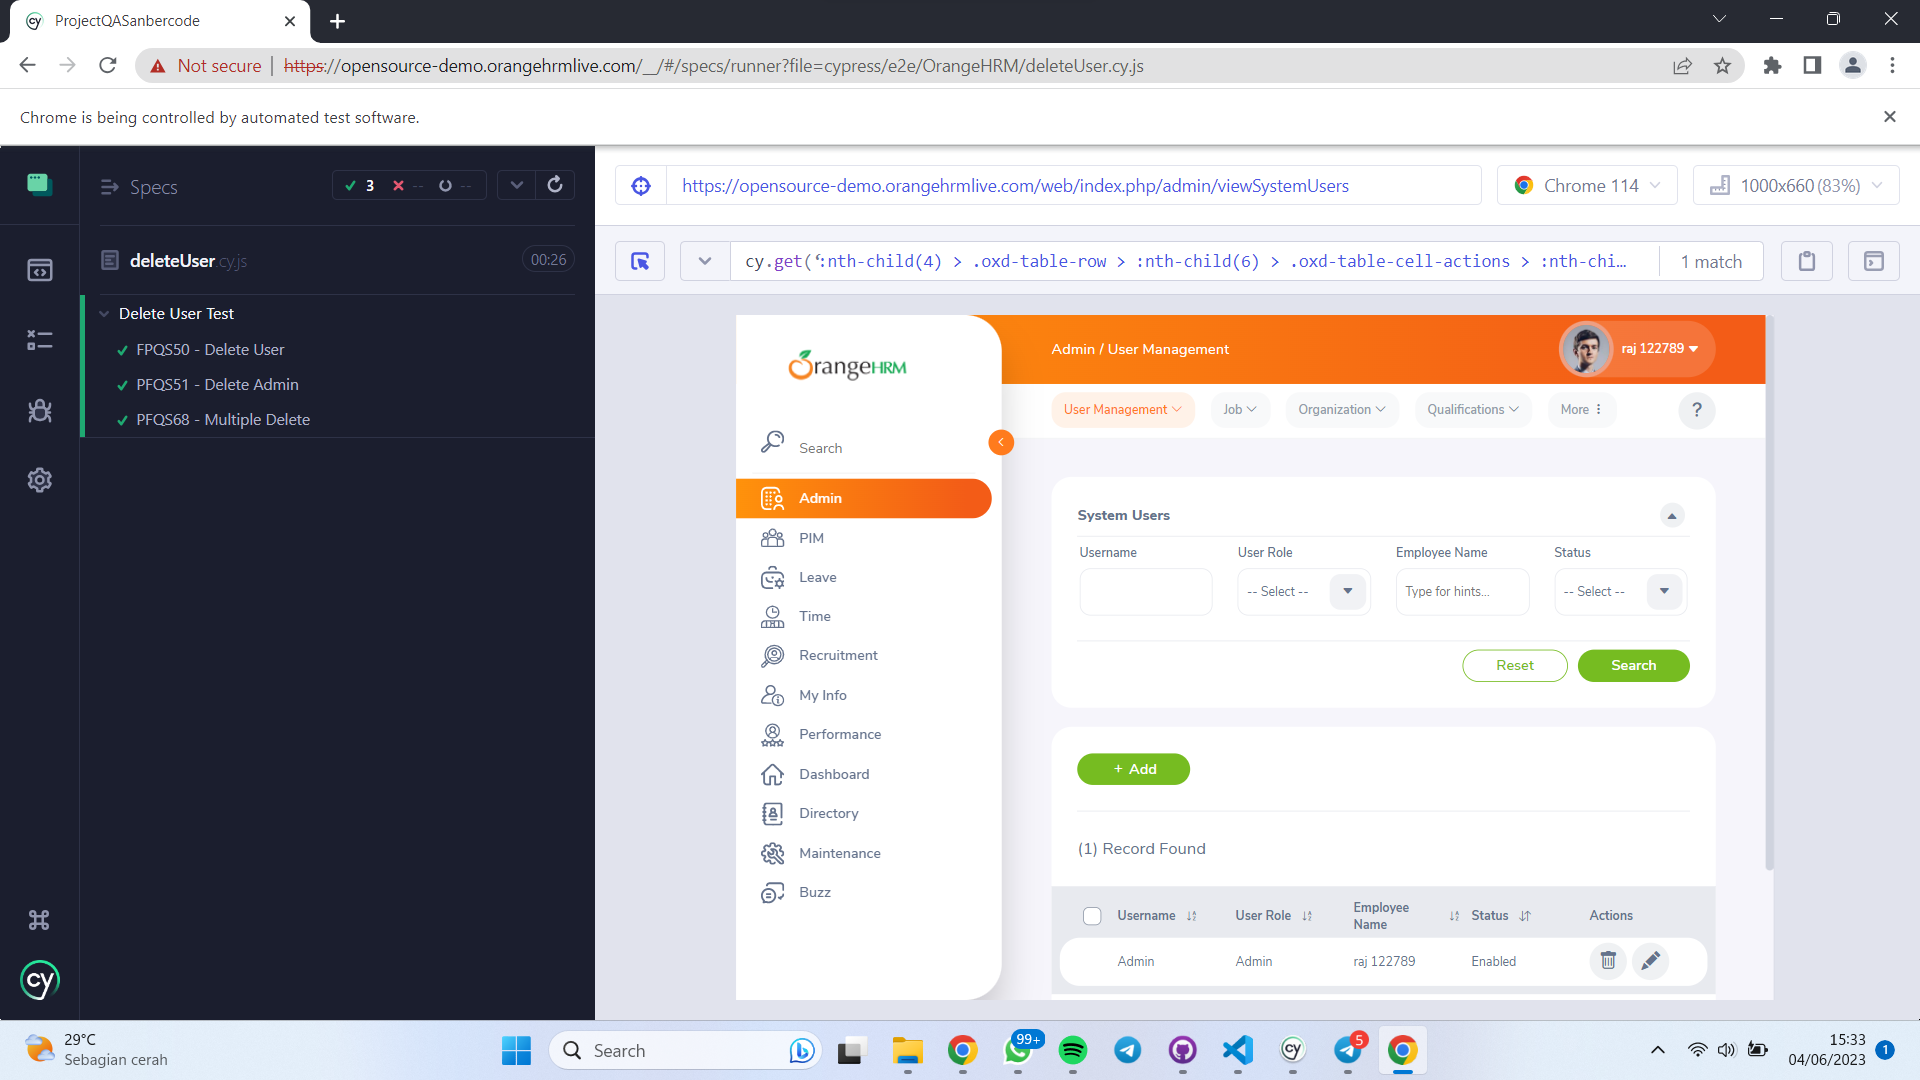 ProjectQASanbercode
Not secure
https://opensource-demo.orangehrmlive.com/__/#/specs/runner?file=cypress/e2e/OrangeHRM/deleteUser.cy.js
Chrome is being controlled by automated test software.
Specs
3
--
--
https://opensource-demo.orangehrmlive.com/web/index.php/admin/viewSystemUsers
Chrome 114
1000x660 (83%)
deleteUser.cy.js
00:26
cy.get(':nth-child(4) > .oxd-table-row > :nth-child(6) > .oxd-table-cell-actions > :nth-chi...
1 match
Delete User Test
FPQS50 - Delete User
PFQS51 - Delete Admin
PFQS68 - Multiple Delete
OrangeHRM
Admin / User Management
raj 122789
User Management
Job
Organization
Qualifications
More
?
Search
Admin
PIM
Leave
Time
Recruitment
My Info
Performance
Dashboard
Directory
Maintenance
Buzz
System Users
Username
User Role
Employee Name
Status
-- Select --
Type for hints...
-- Select --
Reset
Search
+ Add
(1) Record Found
Username
User Role
Employee
Name
Status
Actions
Admin
Admin
raj 122789
Enabled
cy
29°C
Sebagian cerah
Search
99+
cy
5
15:33
04/06/2023
1